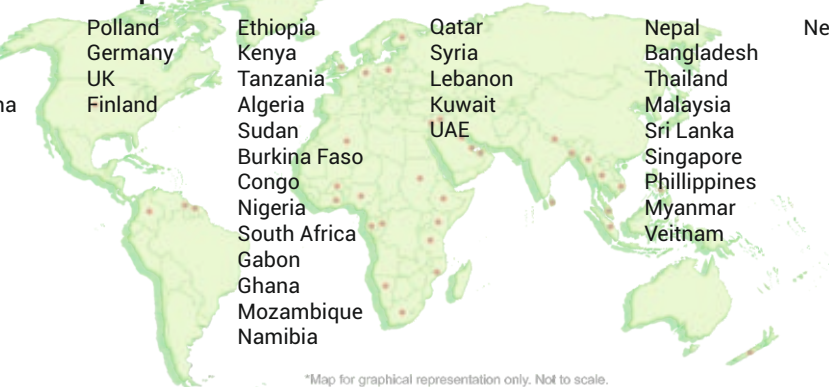 Polland
Germany
UK
Finland
Ethiopia
Kenya
Tanzania
Algeria
Sudan
Burkina Faso
Congo
Nigeria
South Africa
Gabon
Ghana
Mozambique
Namibia
Qatar
Syria
Lebanon
Kuwait
UAE
Nepal
Bangladesh
Thailand
Malaysia
Sri Lanka
Singapore
Phillippines
Myanmar
Veitnam
*Map for graphical representation only. Not to scale.